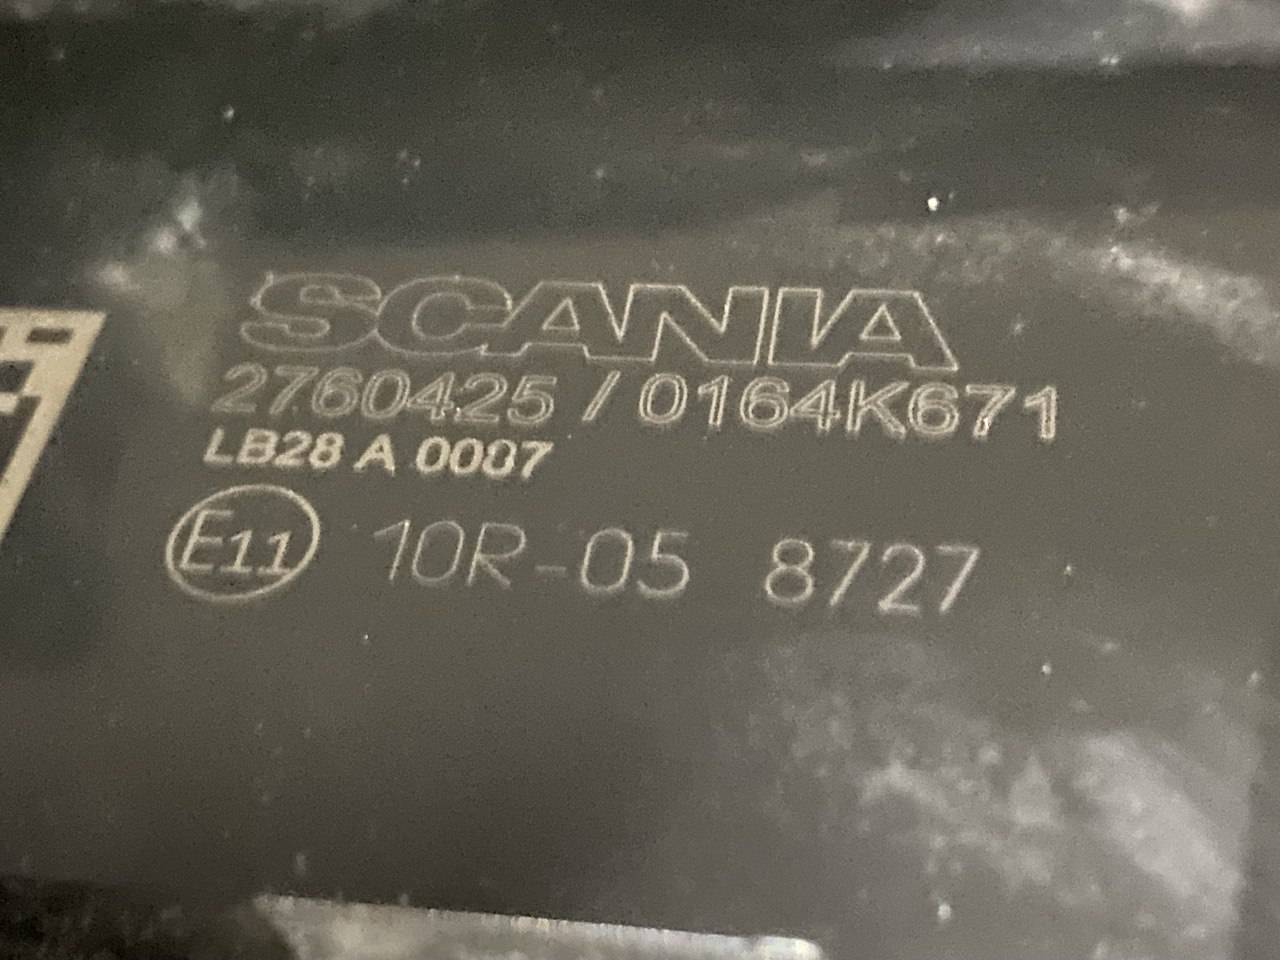 SCANIA
2760425 / 0164K671
LB28 A 0007
E11 10R-05 8727